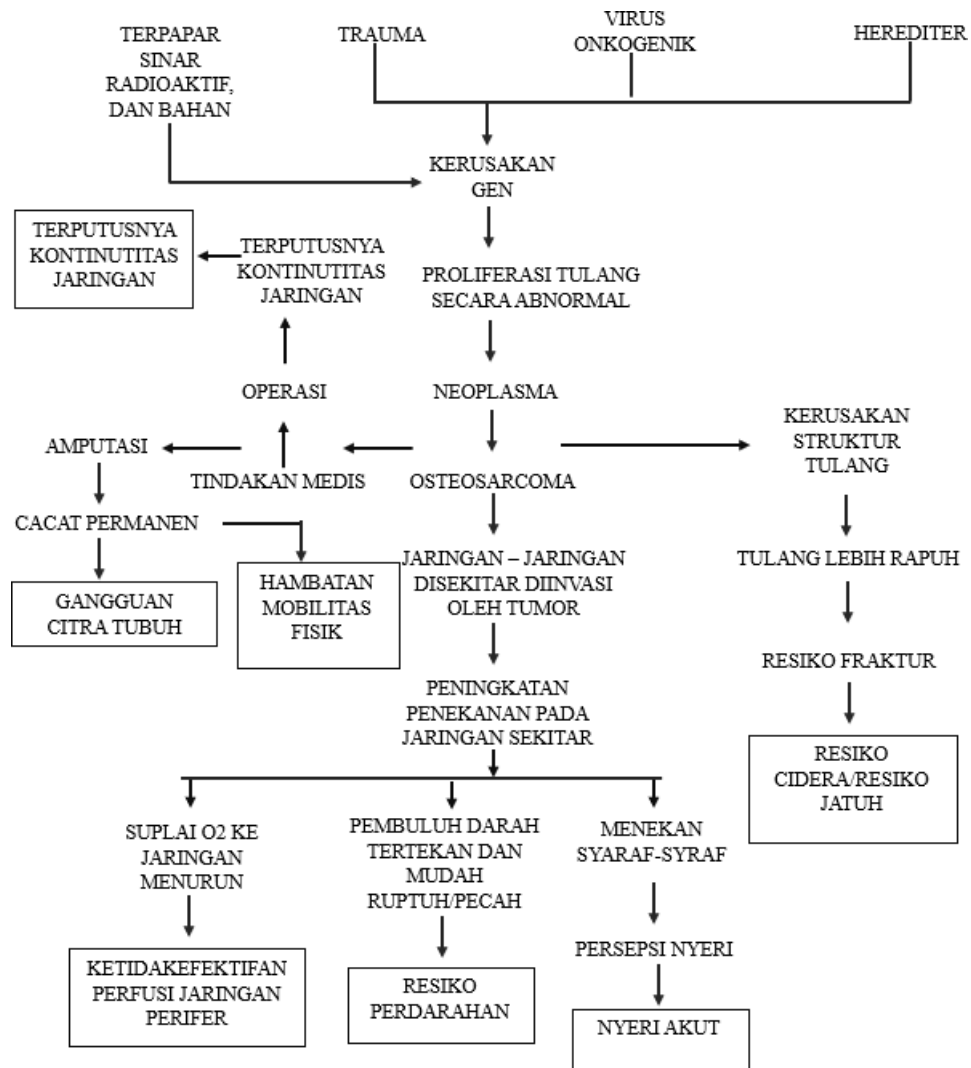 TERPAPAR
SINAR
RADIOAKTIF,
DAN BAHAN
TRAUMA
VIRUS
ONKOGENIK
HEREDITER
KERUSAKAN
GEN
TERPUTUSNYA
KONTINUTITAS
JARINGAN
TERPUTUSNYA
KONTINUTITAS
JARINGAN
PROLIFERASI TULANG
SECARA ABNORMAL
OPERASI
NEOPLASMA
KERUSAKAN
STRUKTUR
TULANG
AMPUTASI
TINDAKAN MEDIS
OSTEOSARCOMA
CACAT PERMANEN
JARINGAN – JARINGAN
DISEKITAR DIINVASI
OLEH TUMOR
TULANG LEBIH RAPUH
GANGGUAN
CITRA TUBUH
HAMBATAN
MOBILITAS
FISIK
RESIKO FRAKTUR
PENINGKATAN
PENEKANAN PADA
JARINGAN SEKITAR
RESIKO
CIDERA/RESIKO
JATUH
SUPLAI O2 KE
JARINGAN
MENURUN
PEMBULUH DARAH
TERTEKAN DAN
MUDAH
RUPTUH/PECAH
MENEKAN
SYARAF-SYRAF
PERSEPSI NYERI
KETIDAKEFEKTIFAN
PERFUSI JARINGAN
PERIFER
RESIKO
PERDARAHAN
NYERI AKUT